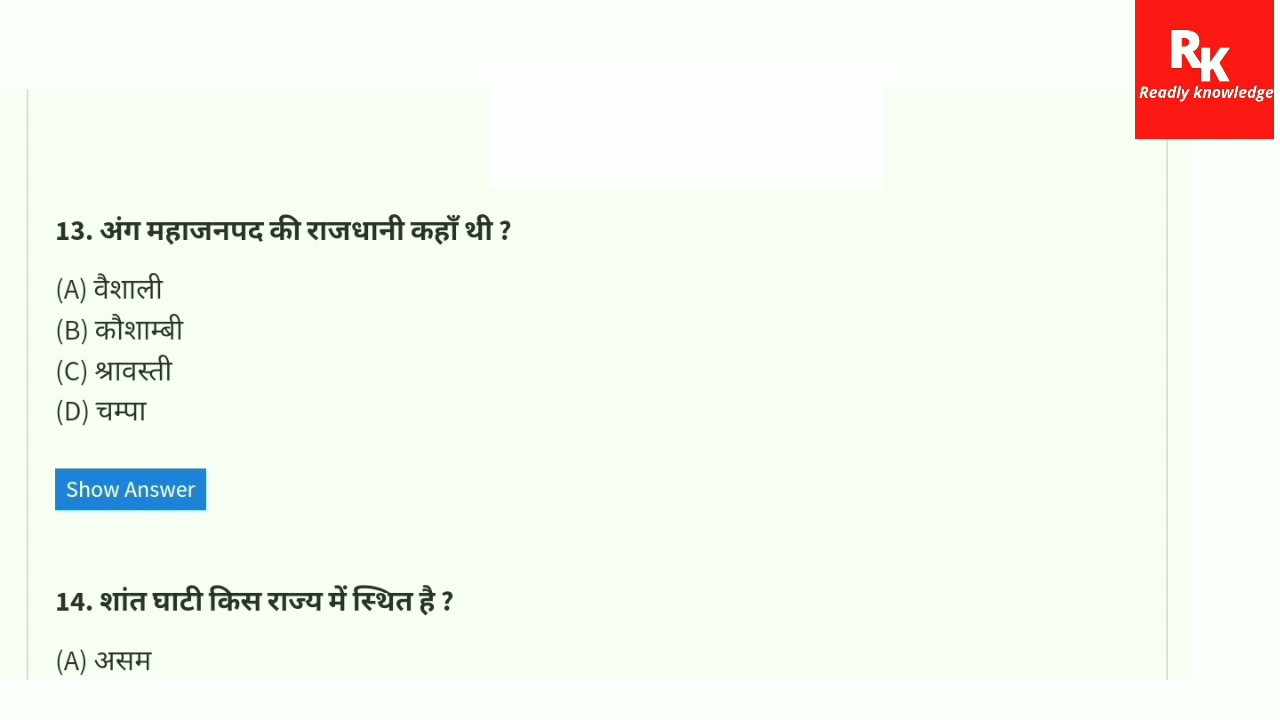 RK
Readly knowledge
13. अंग महाजनपद की राजधानी कहाँ थी ?
(A) वैशाली
(B) कौशाम्बी
(C) श्रावस्ती
(D) चम्पा
Show Answer
14. शांत घाटी किस राज्य में स्थित है ?
(A) असम